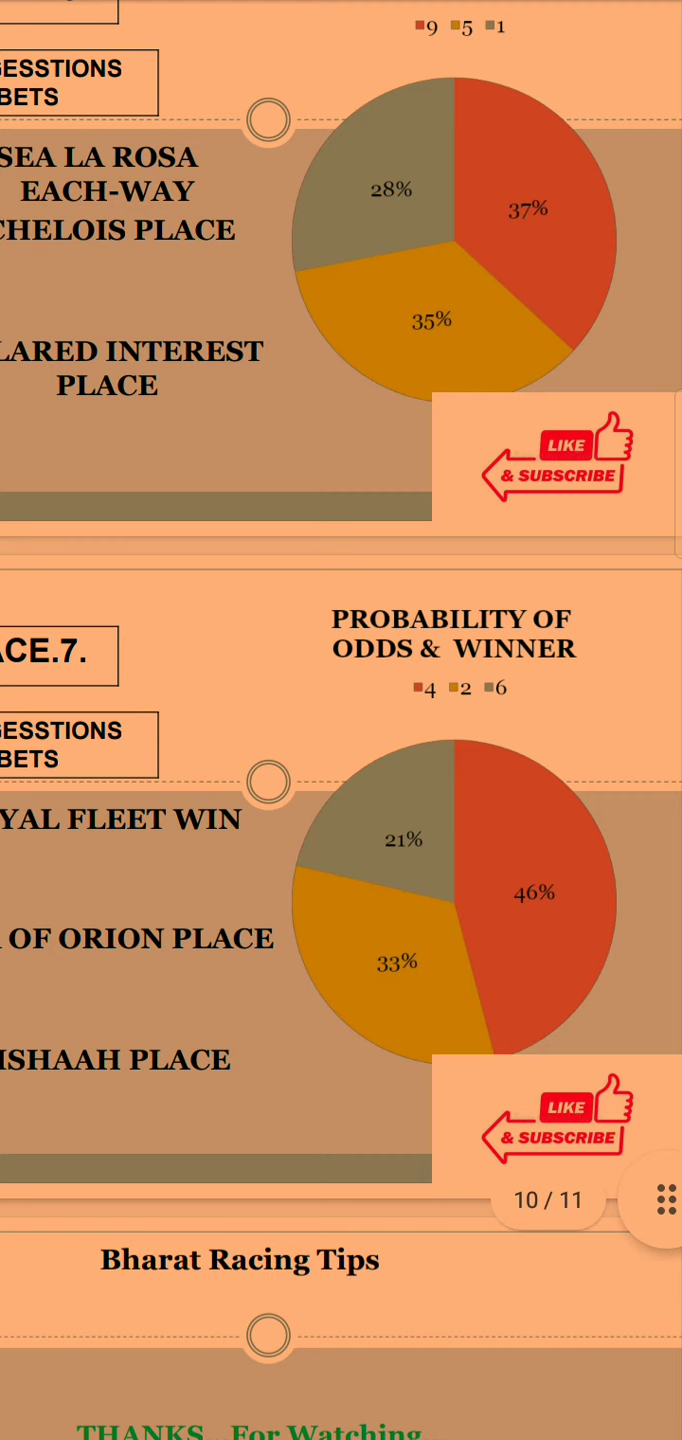 9 5 1
GESSTIONS
BETS
SEA LA ROSA
EACH-WAY
CHELOIS PLACE
LARED INTEREST
PLACE
28%
37%
35%
LIKE
& SUBSCRIBE
ACE.7.
PROBABILITY OF
ODDS & WINNER
4 2 6
GESSTIONS
BETS
YAL FLEET WIN
OF ORION PLACE
ISHAAH PLACE
21%
46%
33%
LIKE
& SUBSCRIBE
10 / 11
Bharat Racing Tips
THANKS...For Watching...